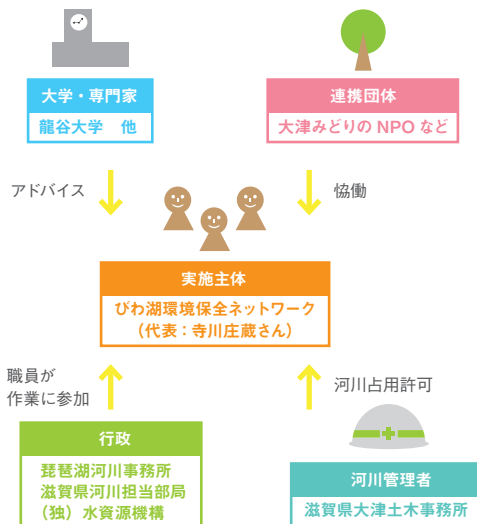 大学・専門家
龍谷大学 他
連携団体
大津みどりの NPO など
アドバイス
恊働
実施主体
びわ湖環境保全ネットワーク
（代表：寺川庄蔵さん）
職員が
作業に参加
河川占用許可
行政
琵琶湖河川事務所
滋賀県河川担当部局
（独）水資源機構
河川管理者
滋賀県大津土木事務所